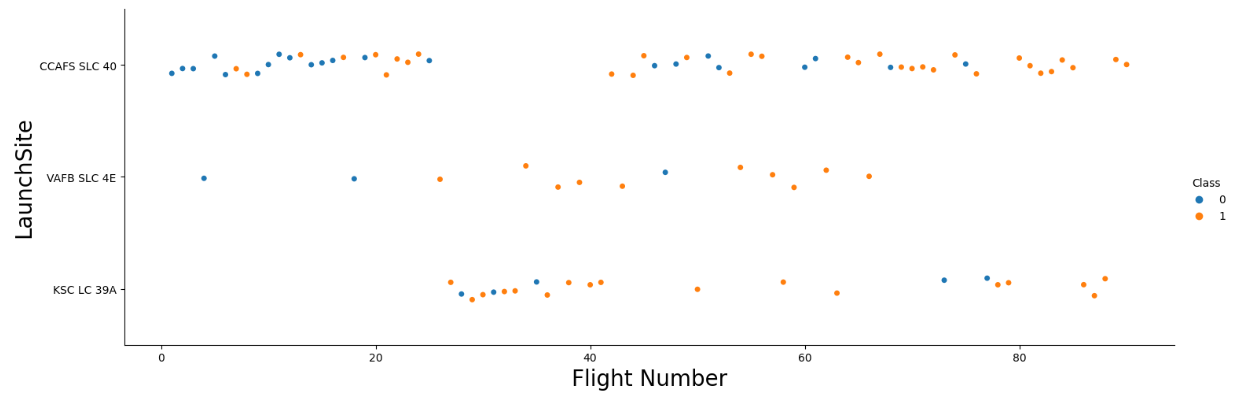 LaunchSite
CCAFS SLC 40
VAFB SLC 4E
KSC LC 39A
0 20 40 60 80
Flight Number
Class
0
1